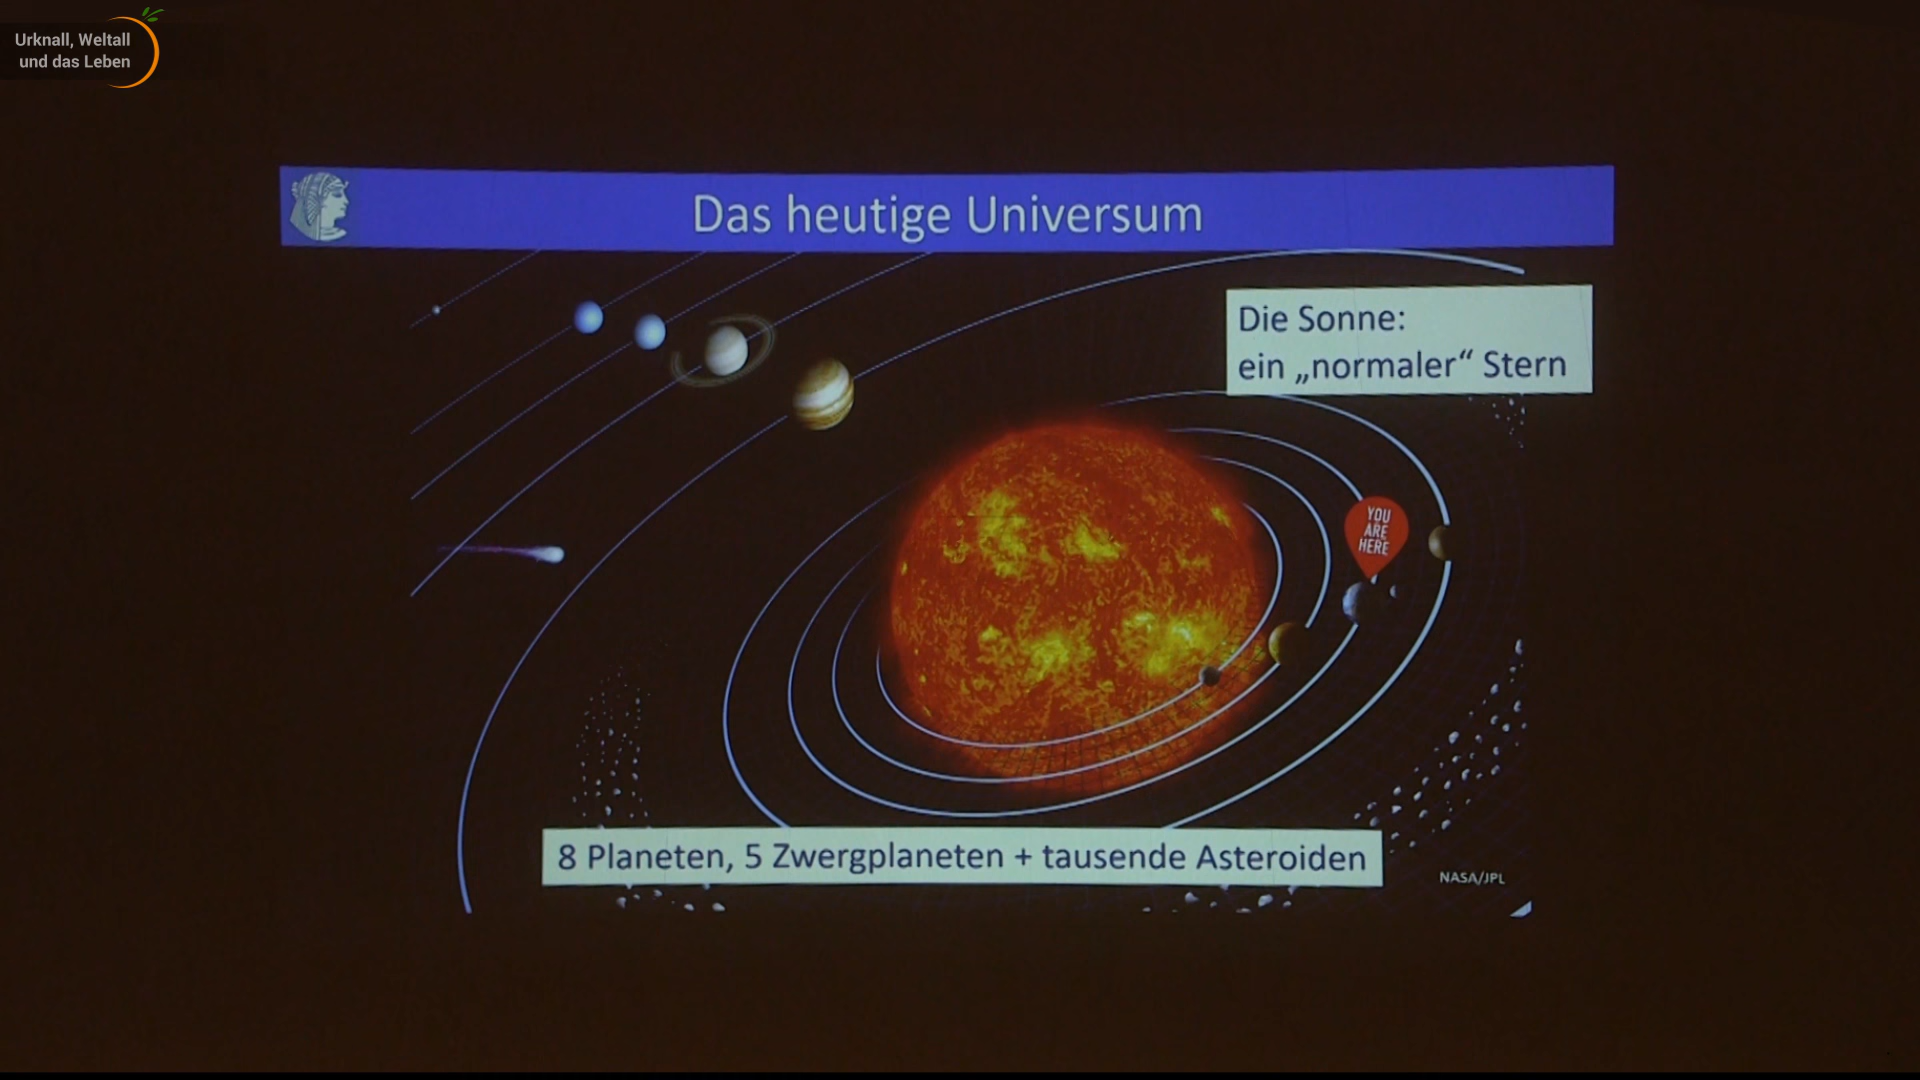 Urknall, Weltall
und das Leben
Das heutige Universum
Die Sonne:
ein „normaler“ Stern
YOU
ARE
HERE
8 Planeten, 5 Zwergplaneten + tausende Asteroiden
NASA/JPL